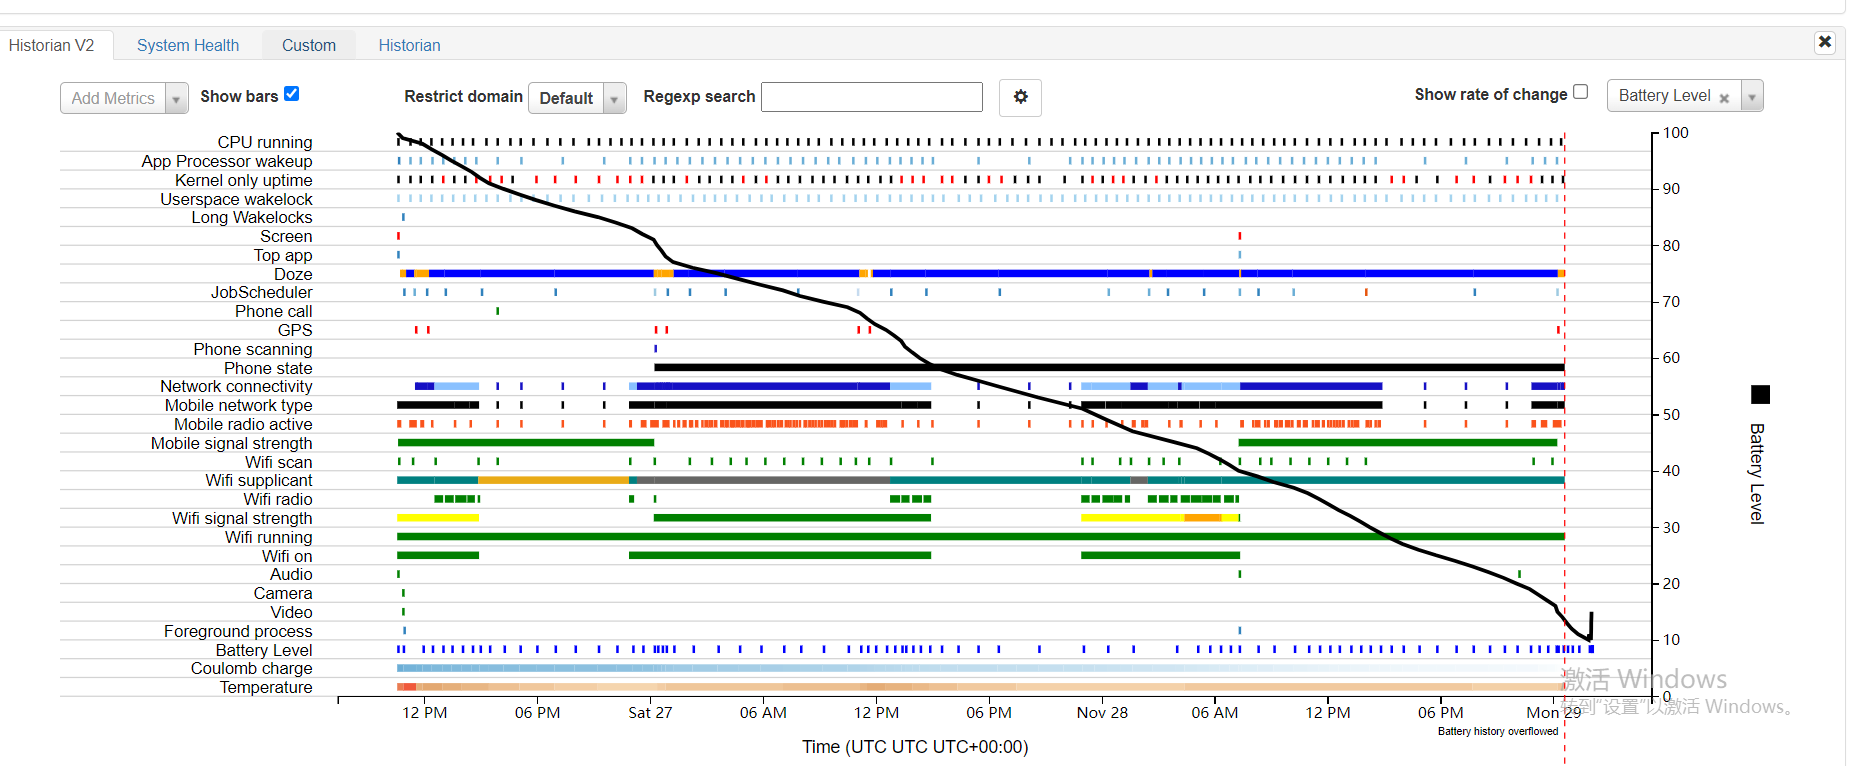 Historian V2 System Health Custom Historian
Add Metrics Show bars Restrict domain Default Regexp search Show rate of change Battery Level
CPU running
App Processor wakeup
Kernel only uptime
Userspace wakelock
Long Wakelocks
Screen
Top app
Doze
JobScheduler
Phone call
GPS
Phone scanning
Phone state
Network connectivity
Mobile network type
Mobile radio active
Mobile signal strength
Wifi scan
Wifi supplicant
Wifi radio
Wifi signal strength
Wifi running
Wifi on
Audio
Camera
Video
Foreground process
Battery Level
Coulomb charge
Temperature
100
90
80
70
60
50
40
30
20
10
0
Battery Level
12 PM 06 PM Sat 27 06 AM 12 PM 06 PM Nov 28 06 AM 12 PM 06 PM Mon 29
Battery history overflowed
Time (UTC UTC UTC+00:00)
激活 Windows
转到"设置"以激活 Windows。